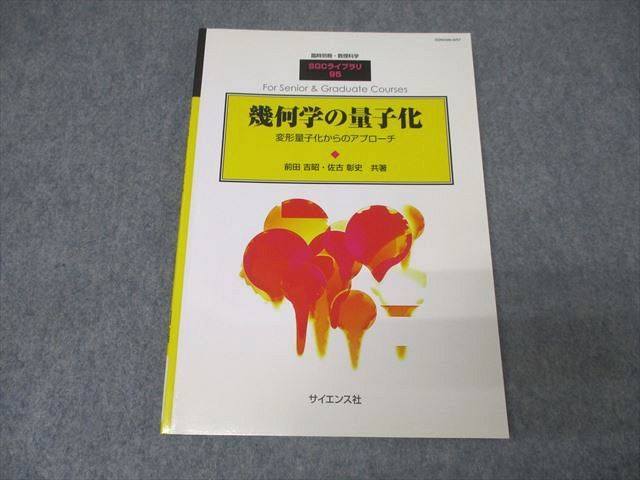 臨時別冊・数理科学
SGCライブラリ
95
For Senior & Graduate Courses
幾何学の量子化
変形量子化からのアプローチ
前田 吉昭・佐古 彰史 共著
サイエンス社